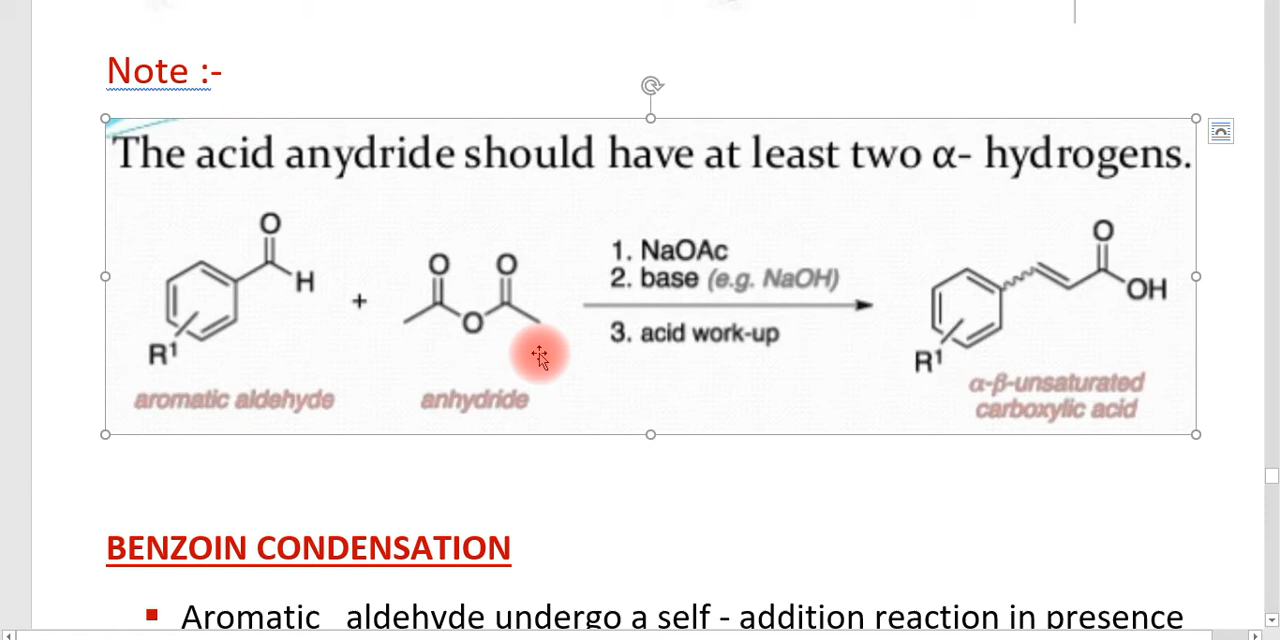 Note :-
The acid anydride should have at least two α- hydrogens.
O
H
R¹
aromatic aldehyde
+
O O
O
anhydride
1. NaOAc
2. base (e.g. NaOH)
3. acid work-up
O
OH
R¹
α-β-unsaturated
carboxylic acid
BENZOIN CONDENSATION
▪ Aromatic aldehyde undergo a self - addition reaction in presence